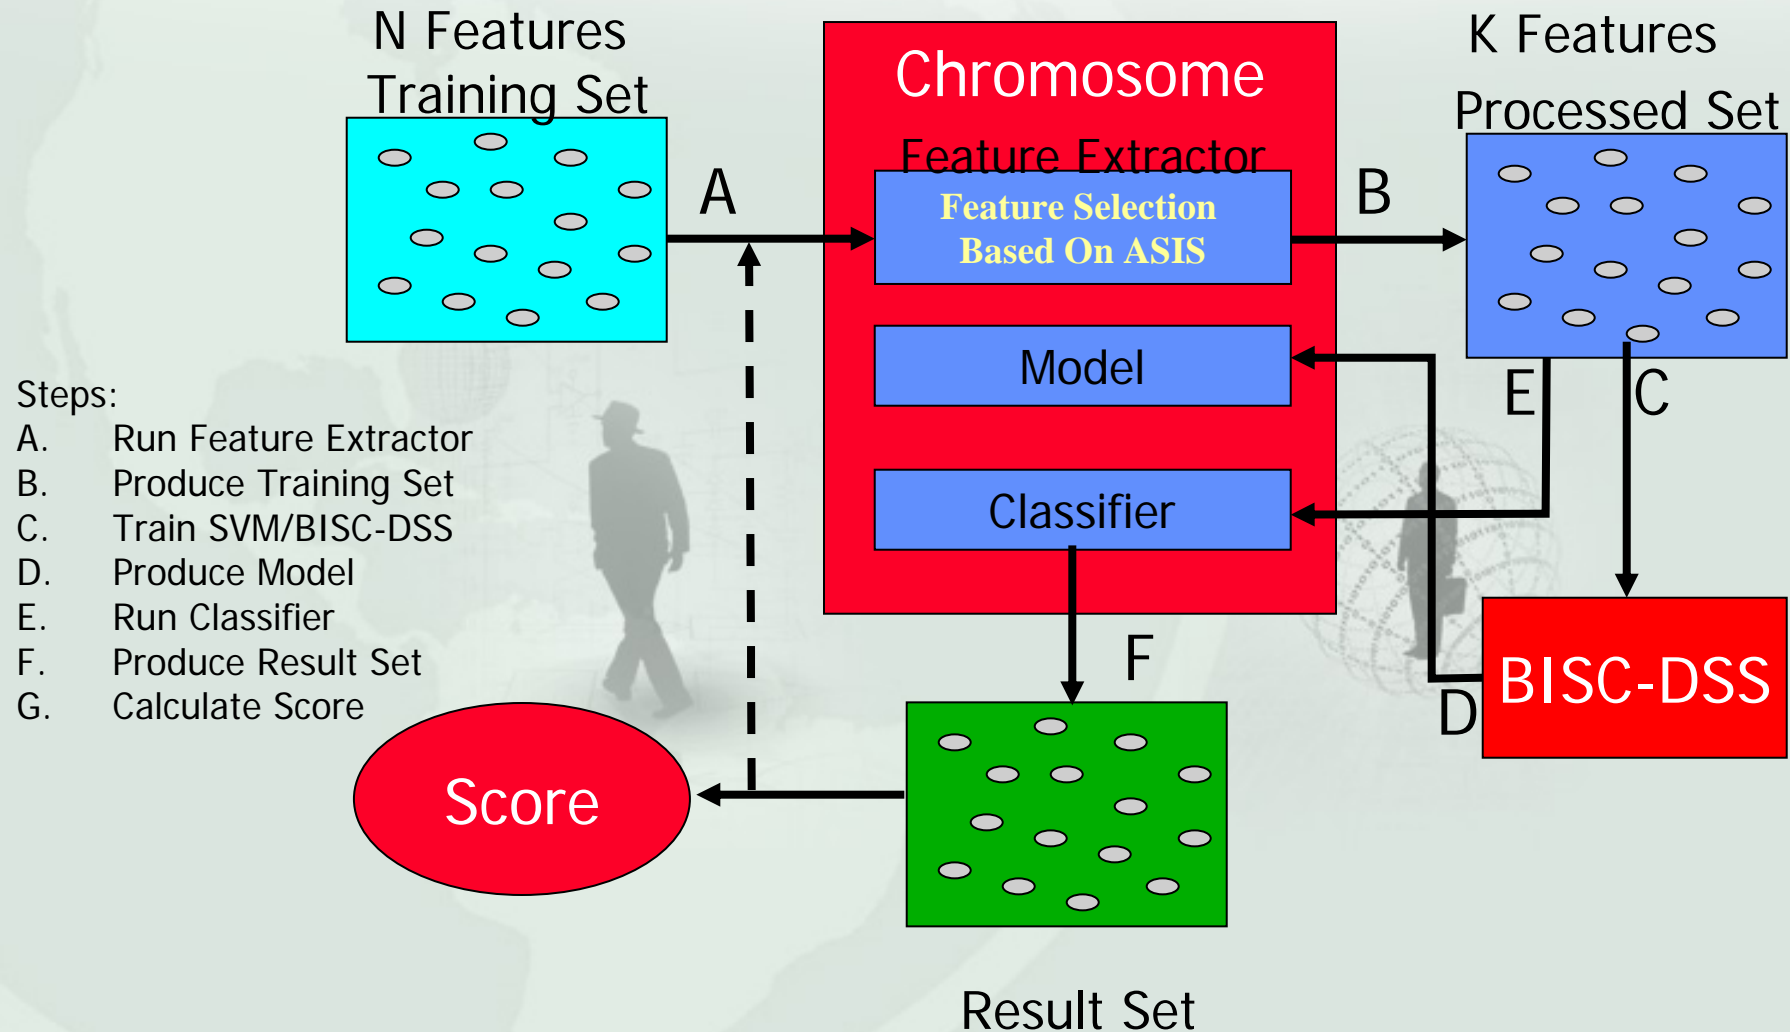 N Features
Training Set
Chromosome
Feature Extractor
Feature Selection
Based On ASIS
Model
Classifier
K Features
Processed Set
A
B
E
C
D
BISC-DSS
F
Steps:
A. Run Feature Extractor
B. Produce Training Set
C. Train SVM/BISC-DSS
D. Produce Model
E. Run Classifier
F. Produce Result Set
G. Calculate Score
Score
Result Set